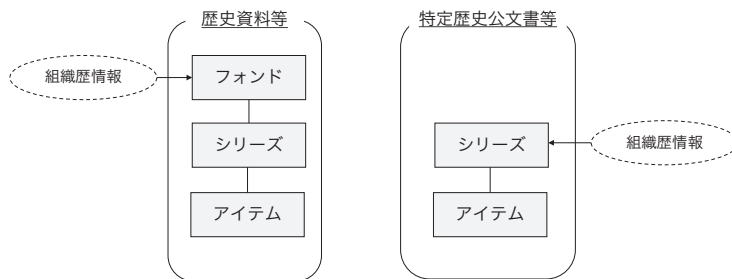 歴史資料等
特定歴史公文書等
組織歴情報
フォンド
シリーズ
シリーズ
組織歴情報
アイテム
アイテム